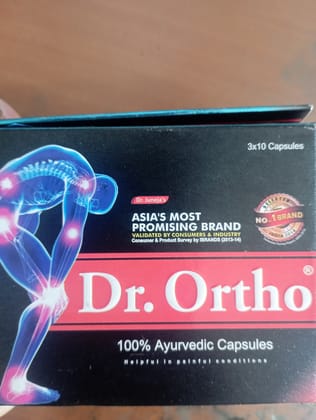 3x10 Capsules
Dr. Juneja's
ASIA'S MOST
PROMISING BRAND
VALIDATED BY CONSUMERS & INDUSTRY
Consumer & Product Survey by IBRANDS (2013-14)
No.1 BRAND
Dr. Ortho®
100% Ayurvedic Capsules
Helpful in painful conditions